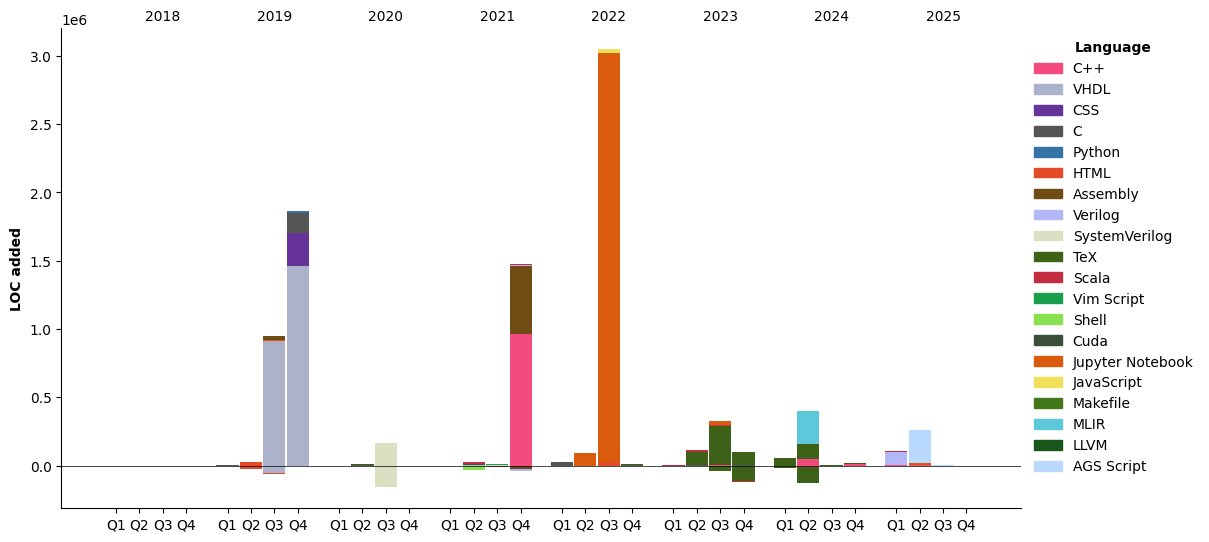 2018 2019 2020 2021 2022 2023 2024 2025
1e6
Language
C++
VHDL
CSS
C
Python
HTML
Assembly
Verilog
SystemVerilog
TeX
Scala
Vim Script
Shell
Cuda
Jupyter Notebook
JavaScript
Makefile
MLIR
LLVM
AGS Script
LOC added
3.0
2.5
2.0
1.5
1.0
0.5
0.0
Q1 Q2 Q3 Q4 Q1 Q2 Q3 Q4 Q1 Q2 Q3 Q4 Q1 Q2 Q3 Q4 Q1 Q2 Q3 Q4 Q1 Q2 Q3 Q4 Q1 Q2 Q3 Q4 Q1 Q2 Q3 Q4